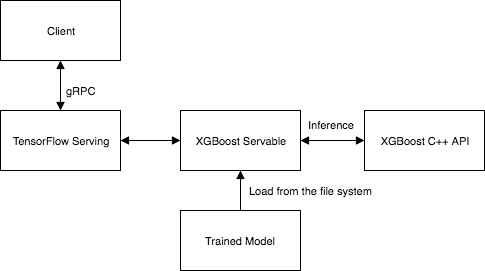 Client
gRPC
TensorFlow Serving
XGBoost Servable
Inference
XGBoost C++ API
Load from the file system
Trained Model